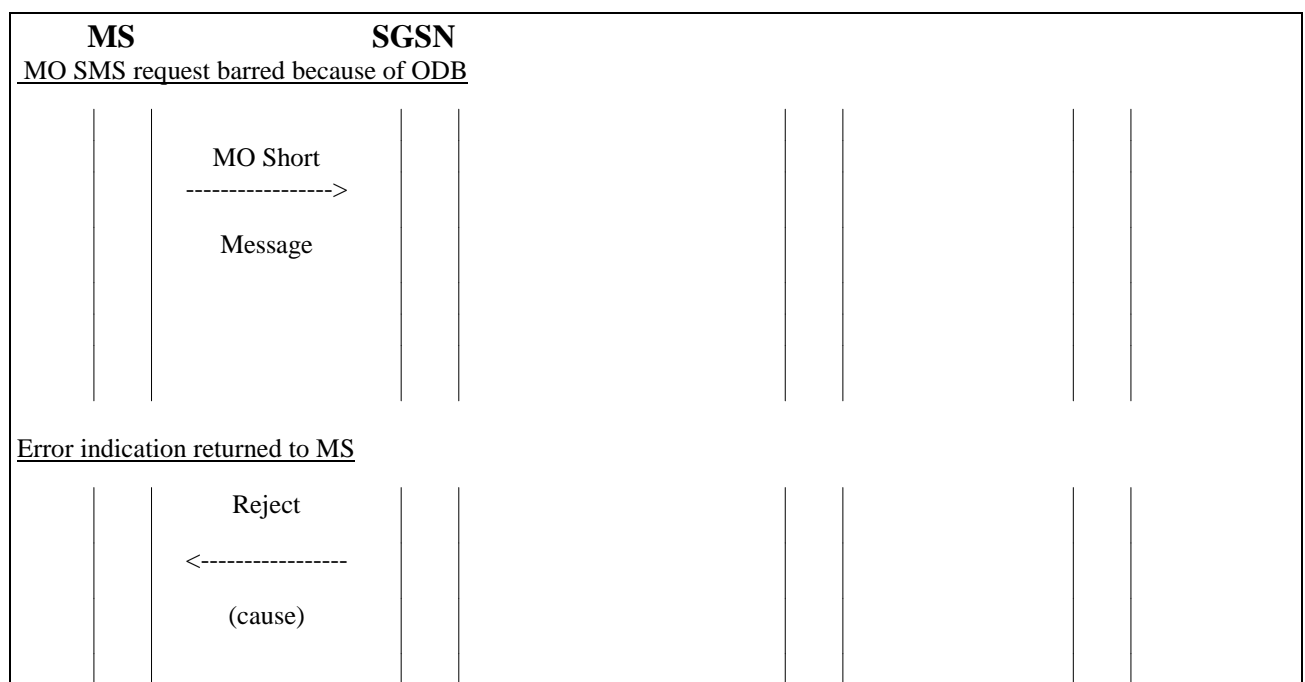 MS SGSN
MO SMS request barred because of ODB
MO Short
----------------->
Message
Error indication returned to MS
Reject
<-----------------
(cause)